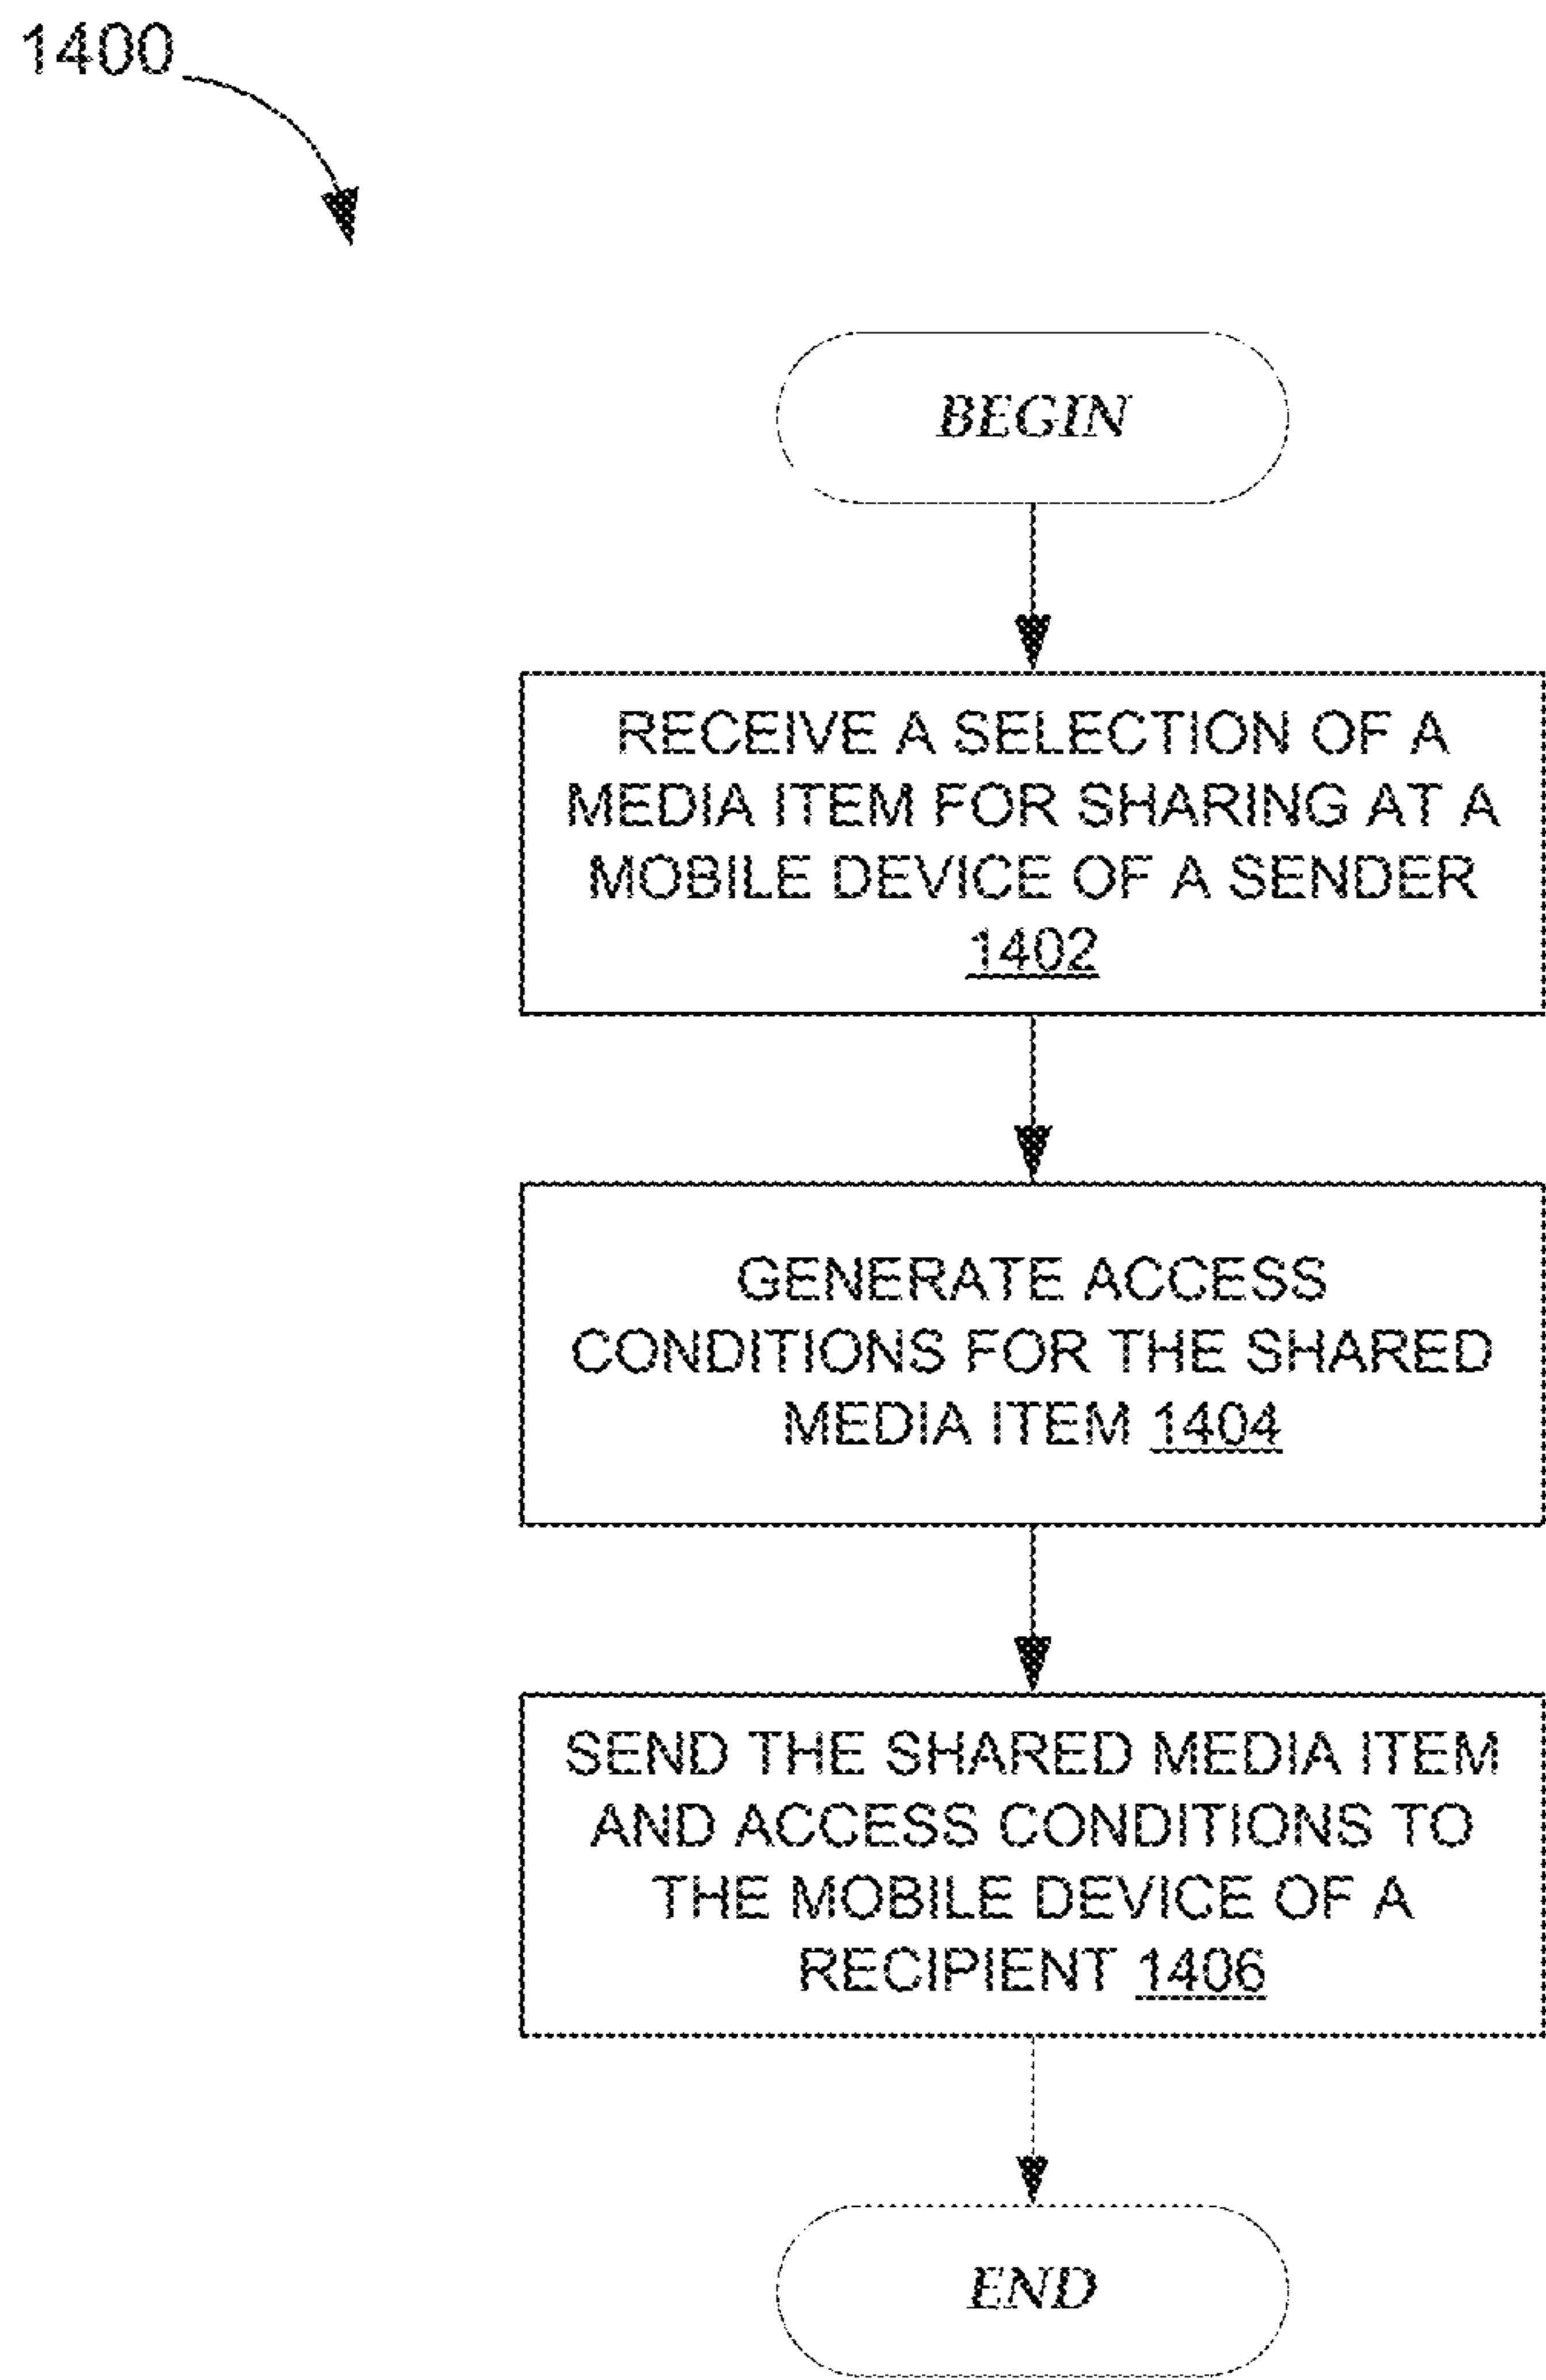 1400
BEGIN
RECEIVE A SELECTION OF A
MEDIA ITEM FOR SHARING AT A
MOBILE DEVICE OF A SENDER
1402
GENERATE ACCESS
CONDITIONS FOR THE SHARED
MEDIA ITEM 1404
SEND THE SHARED MEDIA ITEM
AND ACCESS CONDITIONS TO
THE MOBILE DEVICE OF A
RECIPIENT 1406
END